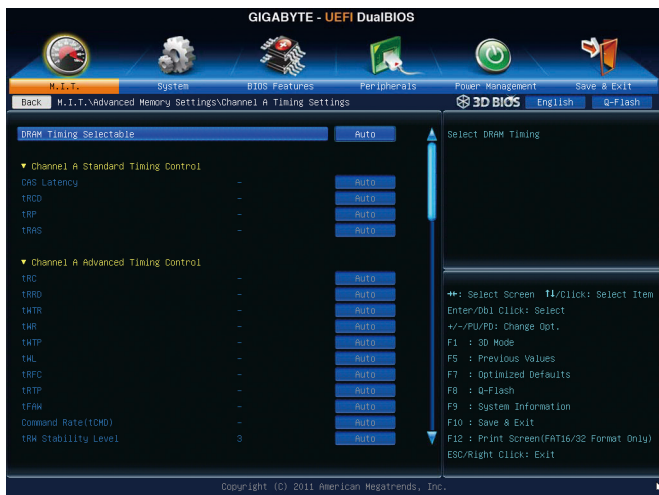 GIGABYTE - UEFI DualBIOS
M.I.T.
System
BIOS Features
Peripherals
Power Management
Save & Exit
Back M.I.T.\Advanced Memory Settings\Channel A Timing Settings
3D BIOS English Q-Flash
DRAM Timing Selectable Auto
Select DRAM Timing
▼ Channel A Standard Timing Control
CAS Latency - Auto
tRCD - Auto
tRP - Auto
tRAS - Auto
▼ Channel A Advanced Timing Control
tRC - Auto
tRRD - Auto
tWTR - Auto
tWR - Auto
tWTP - Auto
tWL - Auto
tRFC - Auto
tRTP - Auto
tFAW - Auto
Command Rate(tCMD) - Auto
tRW Stability Level 3 Auto
→←: Select Screen ↑↓/Click: Select Item
Enter/Dbl Click: Select
+/-/PU/PD: Change Opt.
F1 : 3D Mode
F5 : Previous Values
F7 : Optimized Defaults
F8 : Q-Flash
F9 : System Information
F10 : Save & Exit
F12 : Print Screen(FAT16/32 Format Only)
ESC/Right Click: Exit
Copyright (C) 2011 American Megatrends, Inc.